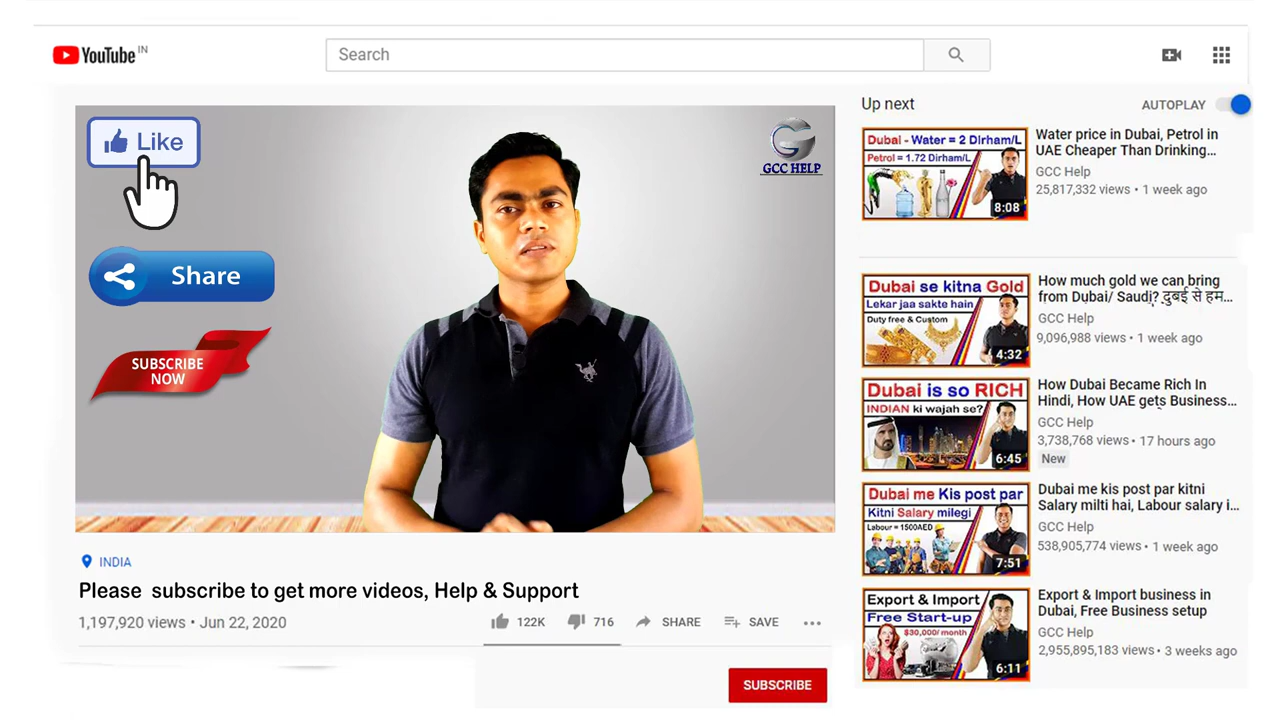 YouTube IN
Search
Like
Share
SUBSCRIBE
NOW
GCC HELP
INDIA
Please subscribe to get more videos, Help & Support
1,197,920 views • Jun 22, 2020
122K
716
SHARE
SAVE
SUBSCRIBE
Up next
AUTOPLAY
Dubai - Water = 2 Dirham/L
Petrol = 1.72 Dirham/L
8:08
Water price in Dubai, Petrol in
UAE Cheaper Than Drinking...
GCC Help
25,817,332 views • 1 week ago
Dubai se kitna Gold
Lekar jaa sakte hain
Duty free & Custom
4:32
How much gold we can bring
from Dubai/ Saudi? दुबई से हम...
GCC Help
9,096,988 views • 1 week ago
Dubai is so RICH
INDIAN ki wajah se?
6:45
How Dubai Became Rich In
Hindi, How UAE gets Business...
GCC Help
3,738,768 views • 17 hours ago
New
Dubai me Kis post par
Kitni Salary milegi
Labour = 1500AED
7:51
Dubai me kis post par kitni
Salary milti hai, Labour salary i...
GCC Help
538,905,774 views • 1 week ago
Export & Import
Free Start-up
$30,000/ month
6:11
Export & Import business in
Dubai, Free Business setup
GCC Help
2,955,895,183 views • 3 weeks ago